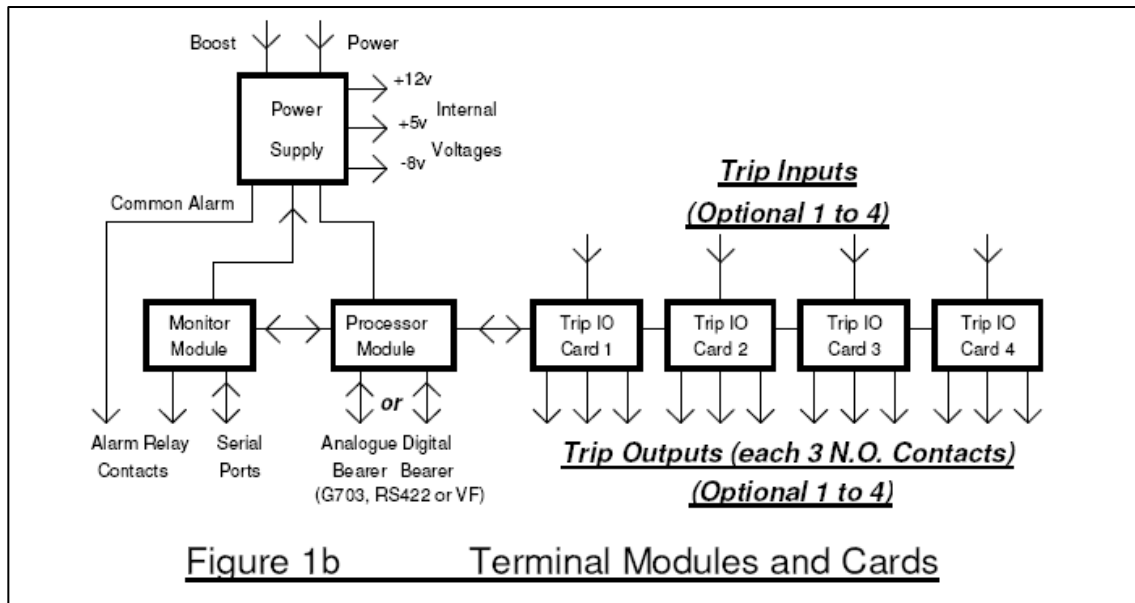 Boost Power
Power
Supply
+12v
+5v
-8v
Internal
Voltages
Common Alarm
Trip Inputs
(Optional 1 to 4)
Monitor
Module
Processor
Module
Trip IO
Card 1
Trip IO
Card 2
Trip IO
Card 3
Trip IO
Card 4
or
Alarm Relay
Contacts
Serial
Ports
Analogue Digital
Bearer Bearer
(G703, RS422 or VF)
Trip Outputs (each 3 N.O. Contacts)
(Optional 1 to 4)
Figure 1b Terminal Modules and Cards